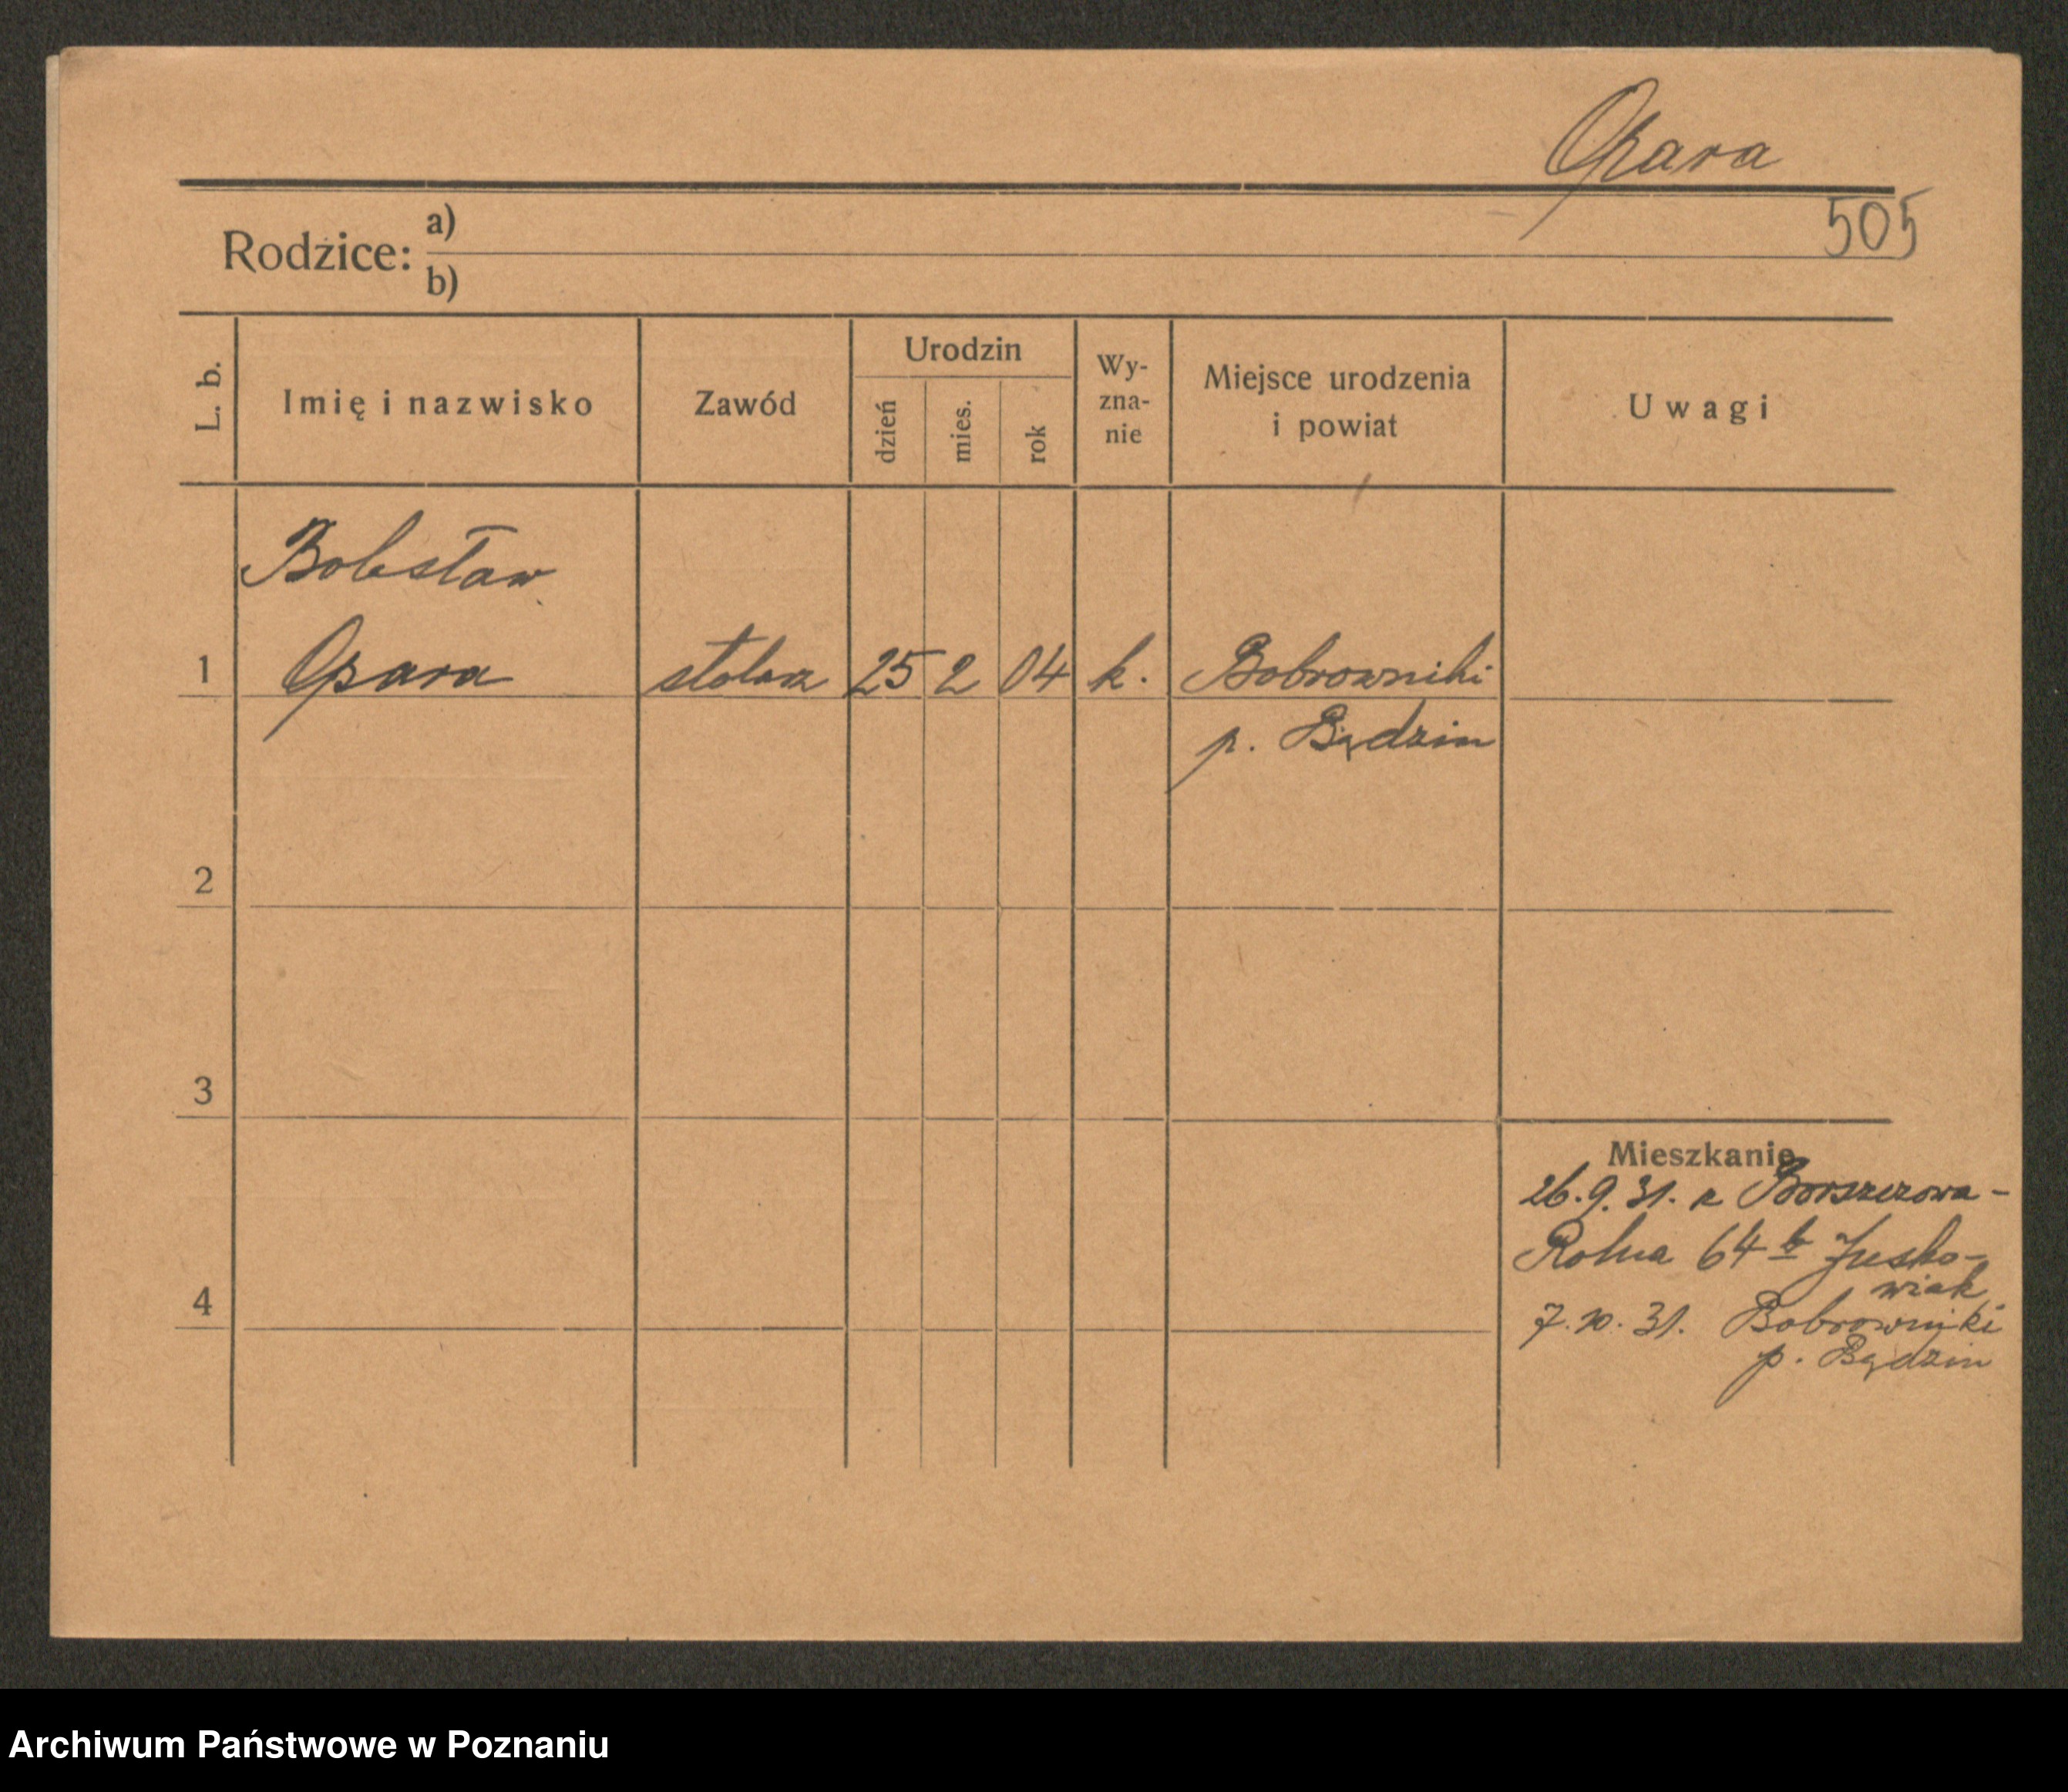 Opara
505
Rodzice:
a)
b)
L. b.
Imię i nazwisko
Zawód
Urodzin
dzień
mies.
rok
Wy-
zna-
nie
Miejsce urodzenia
i powiat
Uwagi
Bolesław
1 Opara stolarz 25 2 04 k. Bobrowniki
p. Będzin
2
3
Mieszkanie
26.9.31. z
Rolna 64 b Jusko-
wiak
4
7.10.31. Bobrowniki
p. Będzin
Archiwum Państwowe w Poznaniu